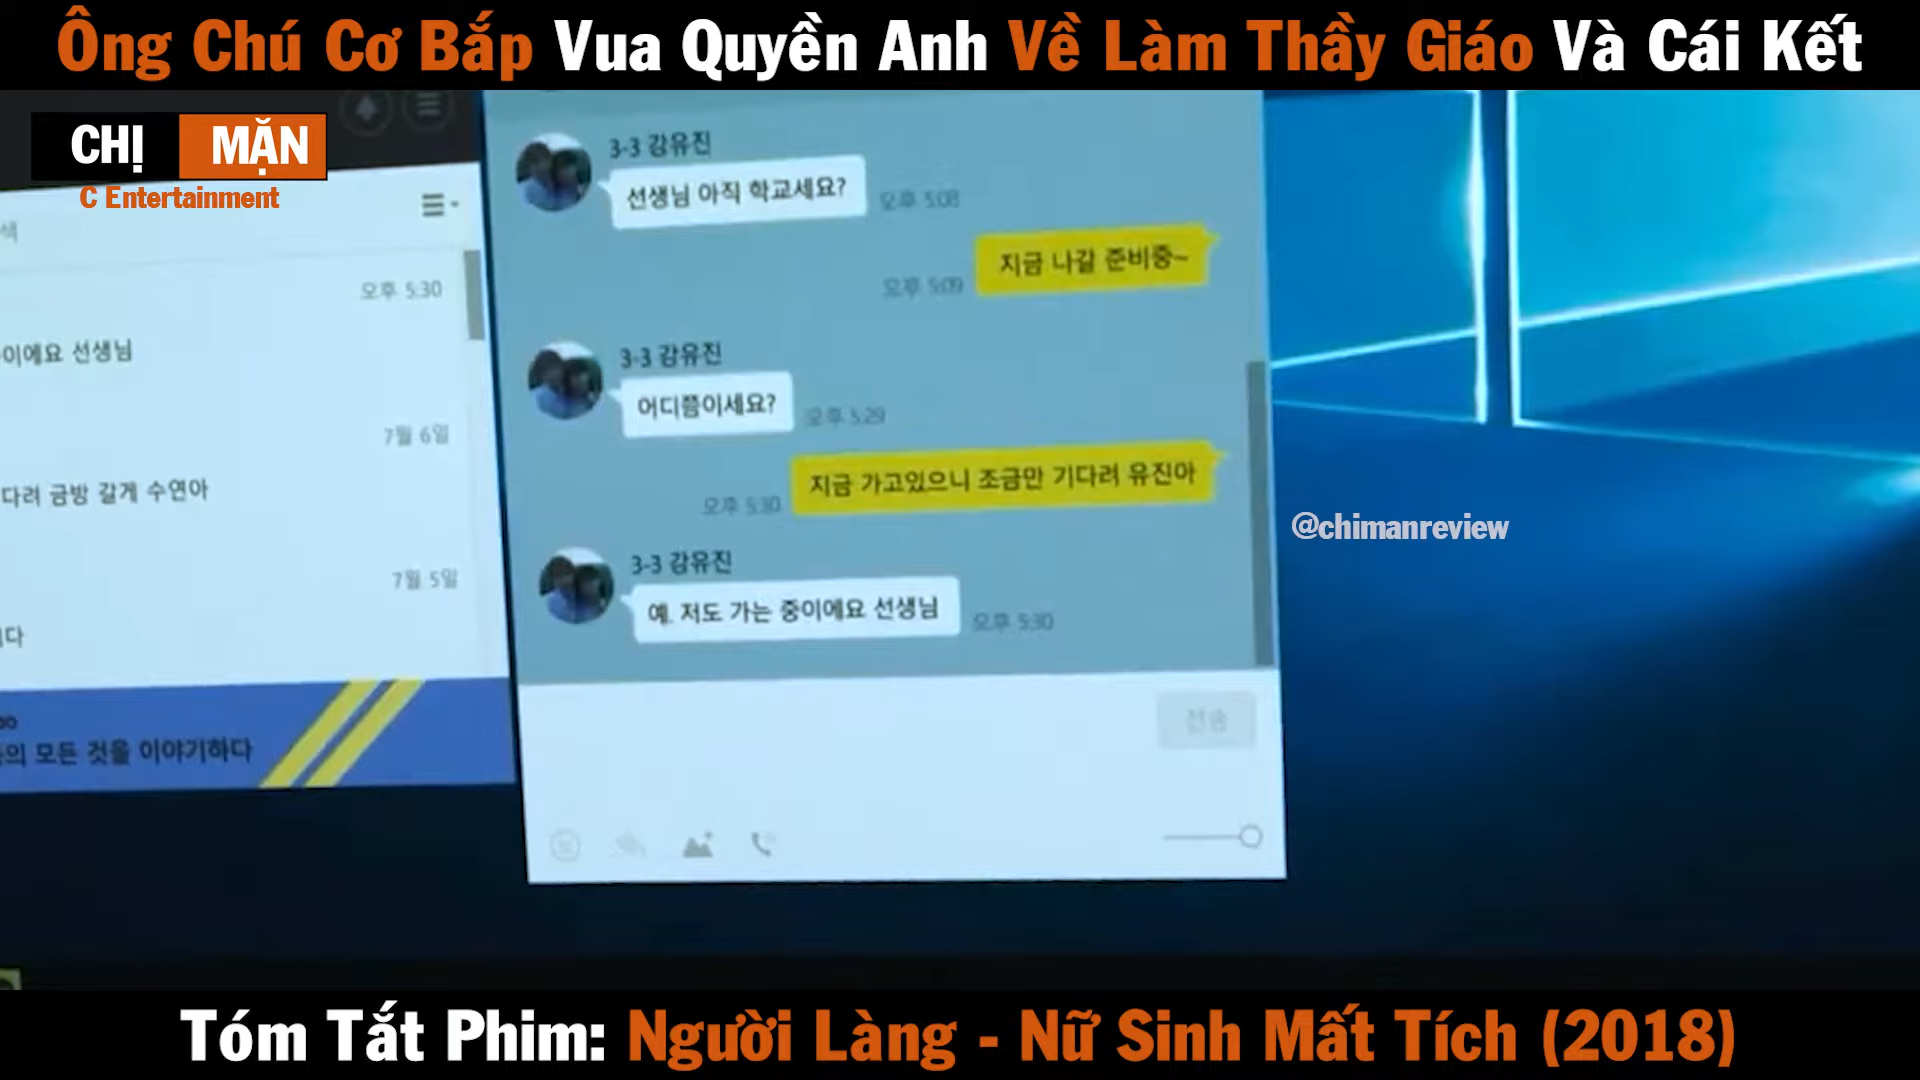 Ông Chú Cơ Bắp Vua Quyền Anh Về Làm Thầy Giáo Và Cái Kết
CHỊ MẶN
C Entertainment
색
오후 5:30
이에요 선생님
7월 6일
다려 금방 갈게 수연아
7월 5일
다
의 모든 것을 이야기하다
3-3 강유진
선생님 아직 학교세요?
오후 5:08
지금 나갈 준비중~
오후 5:09
3-3 강유진
어디쯤이세요?
오후 5:29
지금 가고있으니 조금만 기다려 유진아
오후 5:30
3-3 강유진
예. 저도 가는 중이에요 선생님
오후 5:30
전송
@chimanreview
Tóm Tắt Phim: Người Làng - Nữ Sinh Mất Tích (2018)